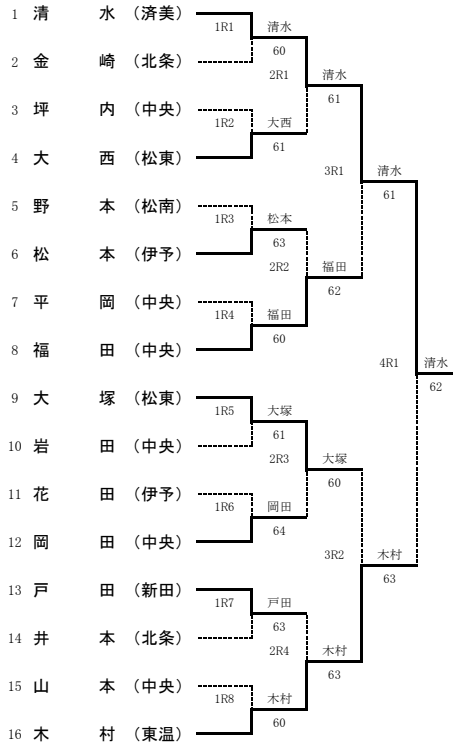 1 清水 （済美）
1R1 清水
60
2 金崎 （北条）
2R1 清水
61
3 坪内 （中央）
1R2 大西
61
4 大西 （松東）
3R1 清水
61
5 野本 （松南）
1R3 松本
63
6 松本 （伊予）
2R2 福田
62
7 平岡 （中央）
1R4 福田
60
8 福田 （中央）
4R1 清水
62
9 大塚 （松東）
1R5 大塚
61
10 岩田 （中央）
2R3 大塚
60
11 花田 （伊予）
1R6 岡田
64
12 岡田 （中央）
3R2 木村
63
13 戸田 （新田）
1R7 戸田
63
14 井本 （北条）
2R4 木村
63
15 山本 （中央）
1R8 木村
60
16 木村 （東温）